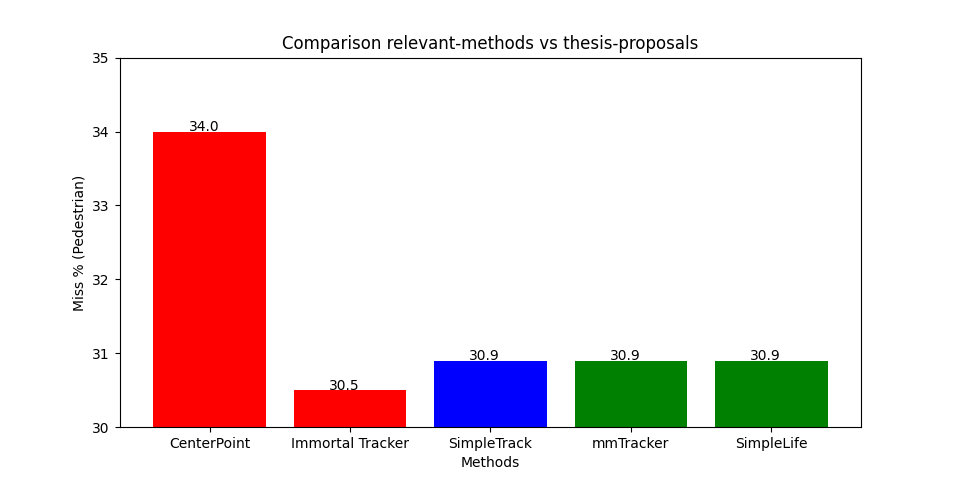 Comparison relevant-methods vs thesis-proposals
35
34
33
32
31
30
Miss % (Pedestrian)
34.0
30.5
30.9
30.9
30.9
CenterPoint
Immortal Tracker
SimpleTrack
mmTracker
SimpleLife
Methods